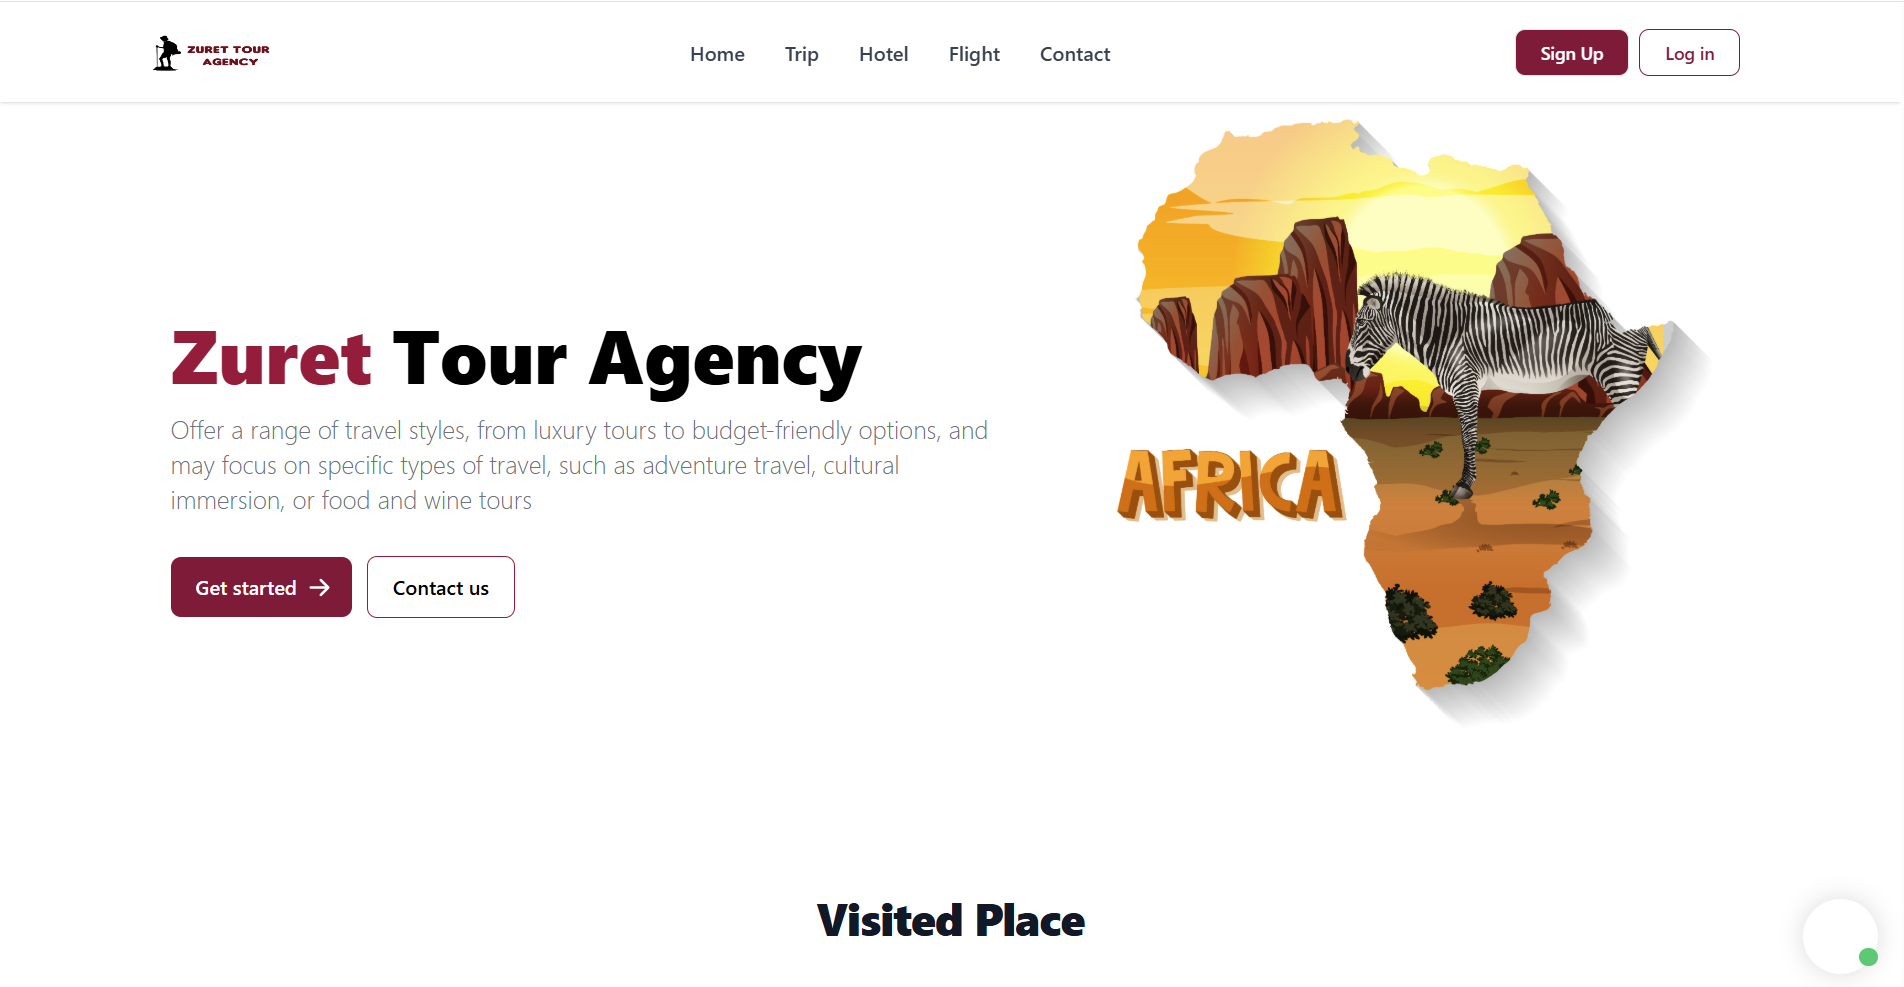 ZURET TOUR
AGENCY
Home Trip Hotel Flight Contact
Sign Up Log in
Zuret Tour Agency
Offer a range of travel styles, from luxury tours to budget-friendly options, and
may focus on specific types of travel, such as adventure travel, cultural
immersion, or food and wine tours
Get started Contact us
AFRICA
Visited Place